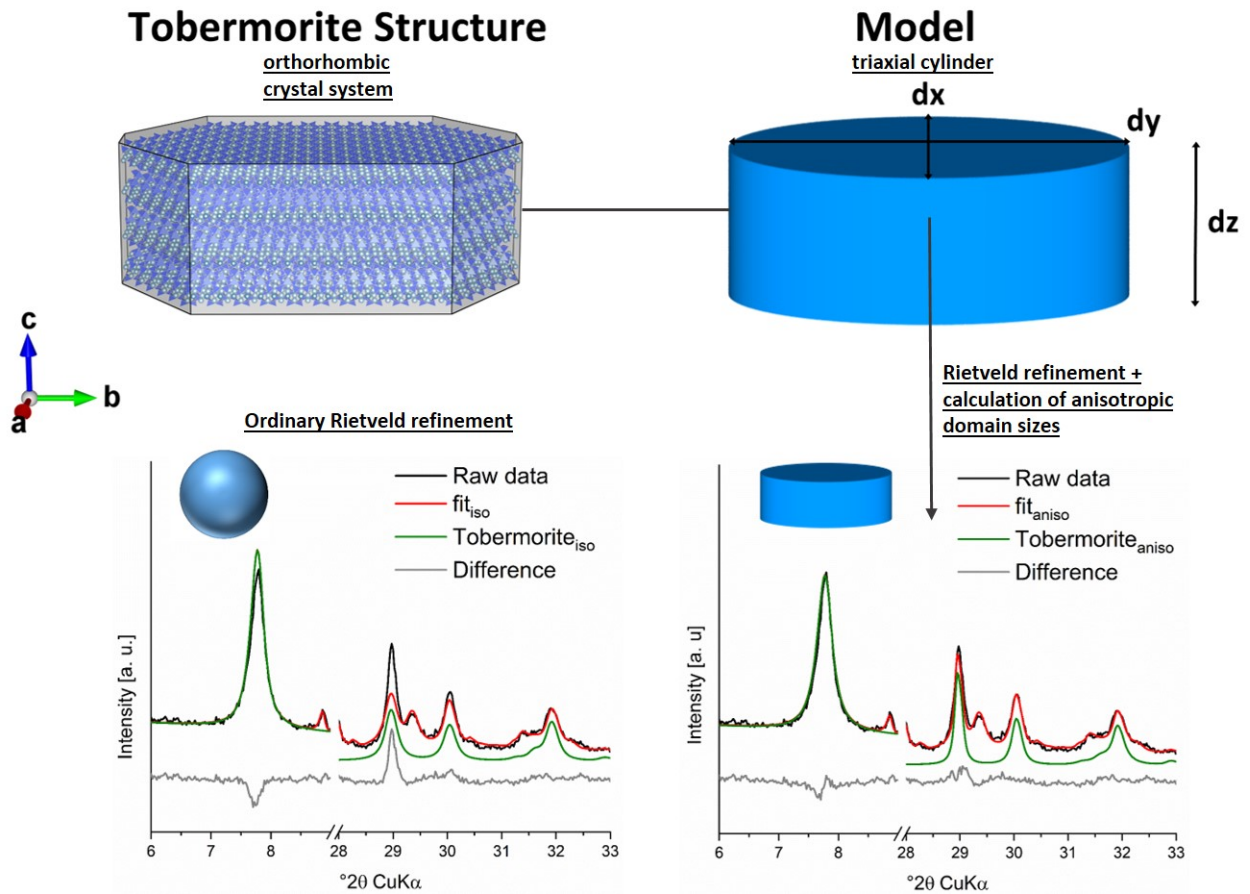 Tobermorite Structure
orthorhombic
crystal system
Model
triaxial cylinder
dx
dy
dz
c
b
a
Rietveld refinement +
calculation of anisotropic
domain sizes
Ordinary Rietveld refinement
Raw data
fitiso
Tobermoriteiso
Difference
Intensity [a. u.]
6 7 8 28 29 30 31 32 33
°2θ CuKα
Raw data
fitaniso
Tobermoriteaniso
Difference
Intensity [a. u]
6 7 8 28 29 30 31 32 33
°2θ CuKα